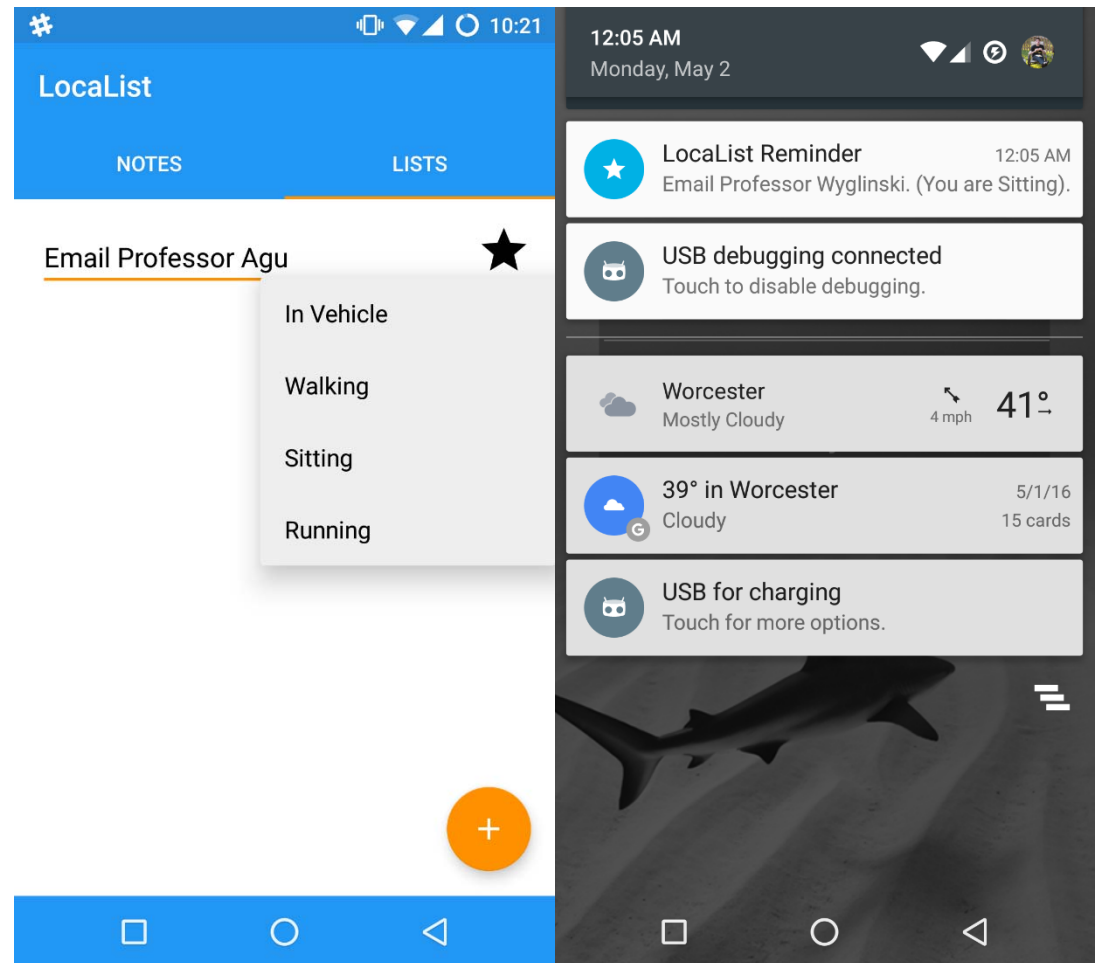 10:21
LocaList
NOTES
LISTS
Email Professor Agu
In Vehicle
Walking
Sitting
Running
+
12:05 AM
Monday, May 2
LocaList Reminder 12:05 AM
Email Professor Wyglinski. (You are Sitting).
USB debugging connected
Touch to disable debugging.
Worcester
Mostly Cloudy
4 mph
41°
39° in Worcester 5/1/16
Cloudy 15 cards
G
USB for charging
Touch for more options.